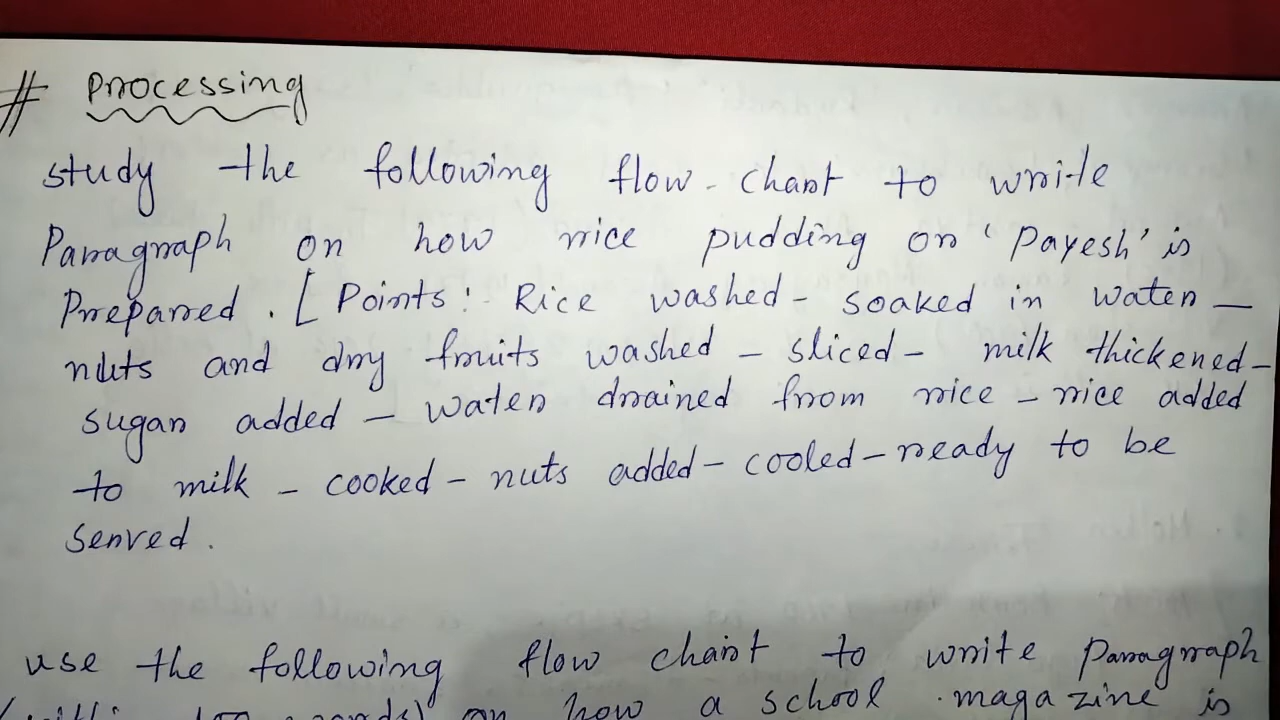 # Processing
study the following flow-chart to write
Paragraph on how rice pudding or 'Payesh' is
Prepared. [Points: Rice washed - soaked in water -
nuts and dry fruits washed - sliced - milk thickened -
sugar added - water drained from rice - rice added
to milk - cooked - nuts added - cooled - ready to be
served.
use the following flow chart to write Paragraph
on how a school magazine is